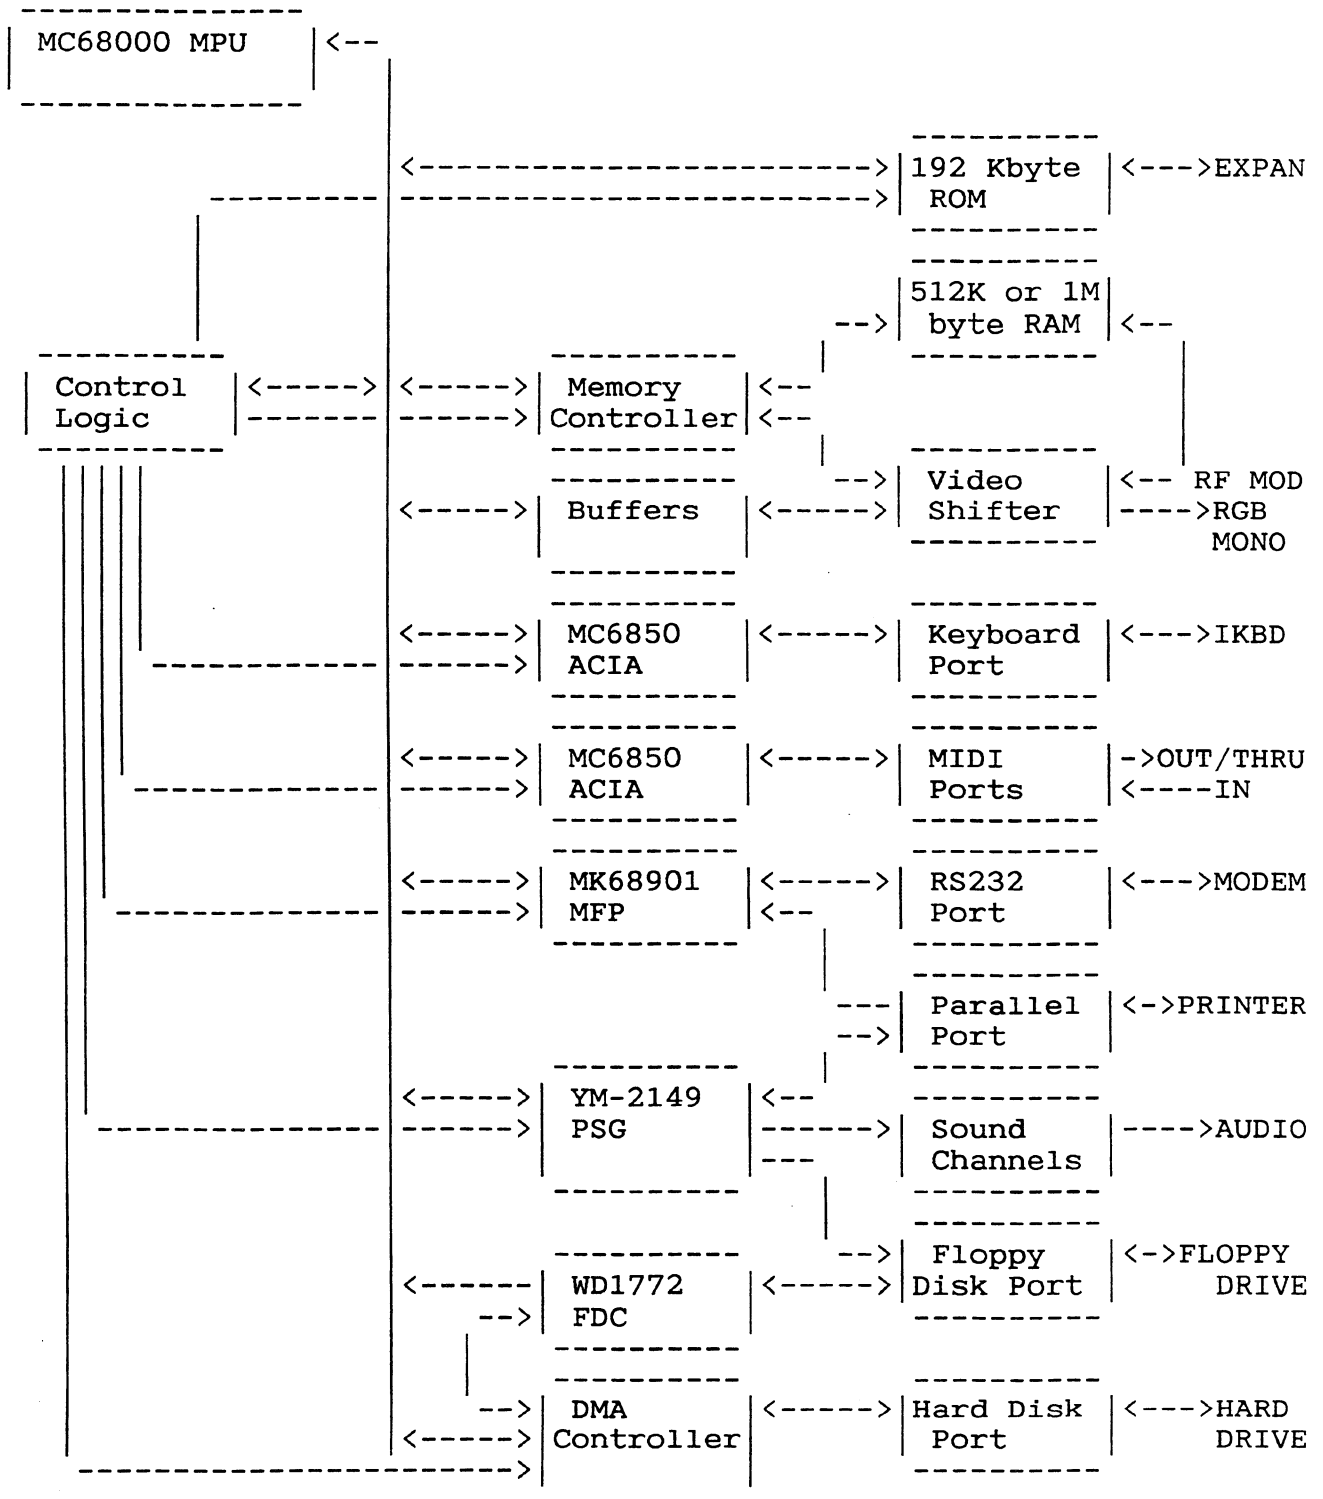 MC68000 MPU
192 Kbyte
ROM
EXPAN
512K or 1M
byte RAM
Control
Logic
Memory
Controller
Buffers
Video
Shifter
RF MOD
RGB
MONO
MC6850
ACIA
Keyboard
Port
IKBD
MC6850
ACIA
MIDI
Ports
OUT/THRU
IN
MK68901
MFP
RS232
Port
MODEM
Parallel
Port
PRINTER
YM-2149
PSG
Sound
Channels
AUDIO
WD1772
FDC
Floppy
Disk Port
FLOPPY
DRIVE
DMA
Controller
Hard Disk
Port
HARD
DRIVE